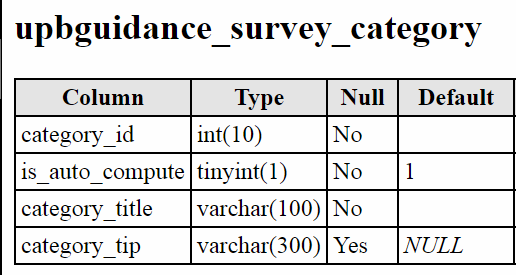 upbguidance_survey_category
Column Type Null Default
category_id int(10) No
is_auto_compute tinyint(1) No 1
category_title varchar(100) No
category_tip varchar(300) Yes NULL